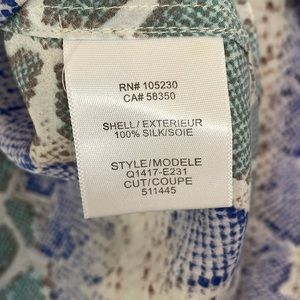 RN# 105230
CA# 58350
SHELL/ EXTERIEUR
100% SILK/SOIE
STYLE/MODELE
Q1417-E231
CUT/COUPE
511445